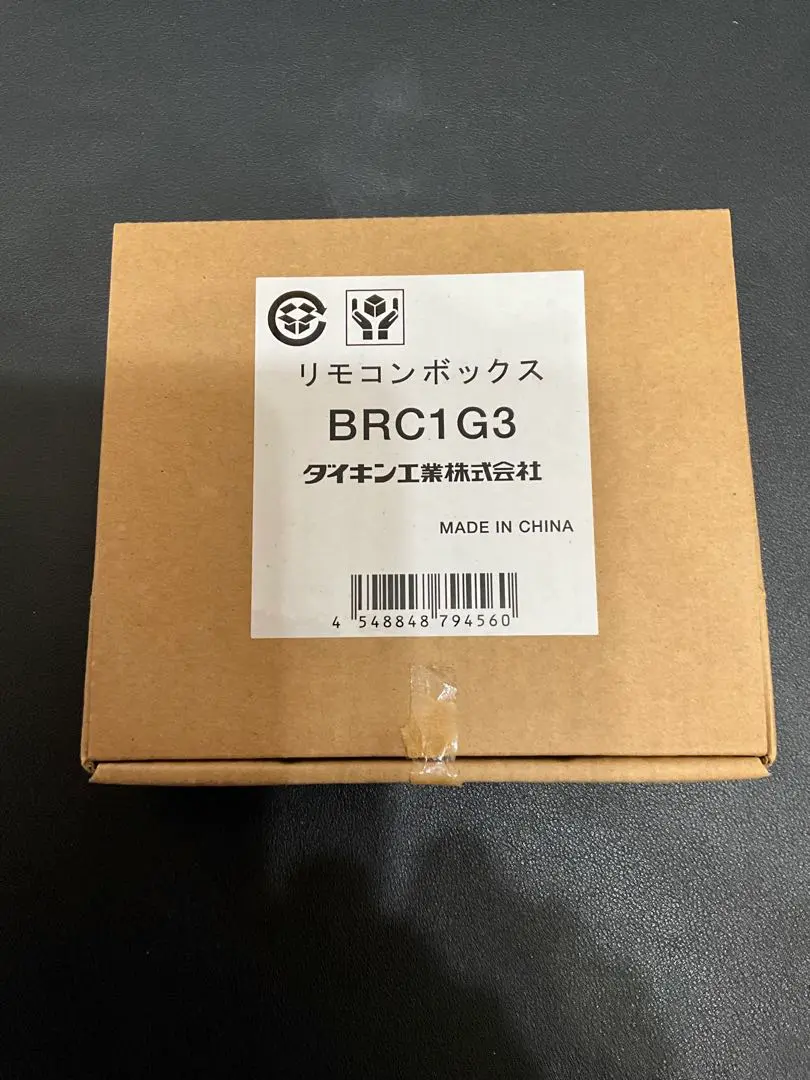 リモコンボックス
BRC1G3
ダイキン工業株式会社
MADE IN CHINA
4 548848 794560